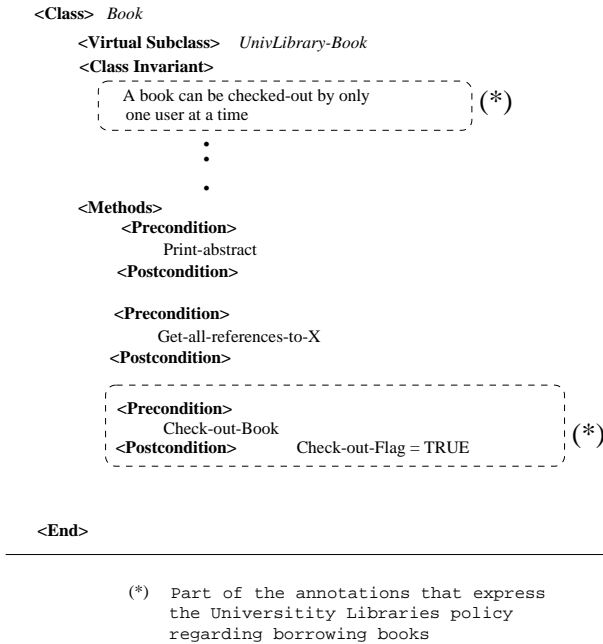 <Class> Book
<Virtual Subclass> UnivLibrary-Book
<Class Invariant>
A book can be checked-out by only
one user at a time
(*)
<Methods>
<Precondition>
Print-abstract
<Postcondition>
<Precondition>
Get-all-references-to-X
<Postcondition>
<Precondition>
Check-out-Book
<Postcondition> Check-out-Flag = TRUE
(*)
<End>
(*) Part of the annotations that express
the Universitity Libraries policy
regarding borrowing books